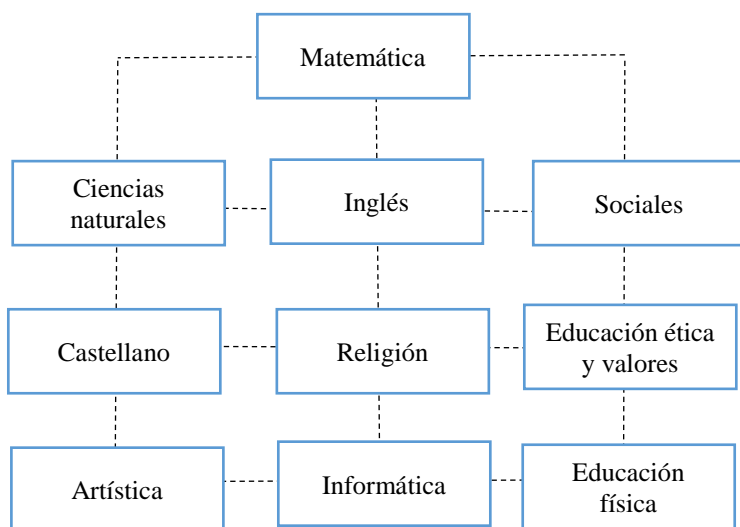 Matemática
Ciencias
naturales
Inglés
Sociales
Castellano
Religión
Educación ética
y valores
Artística
Informática
Educación
física